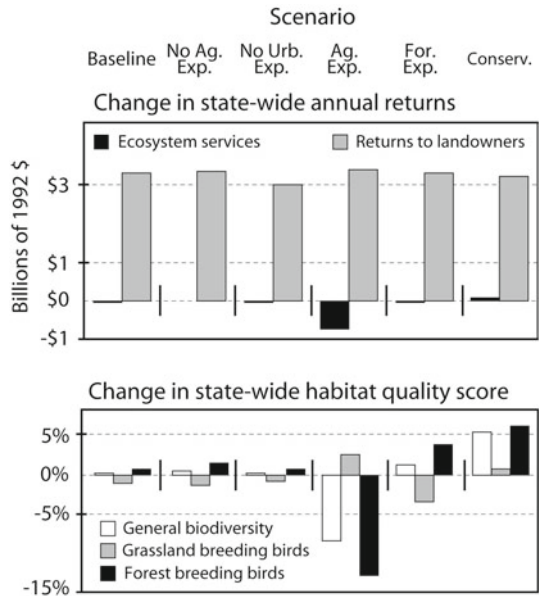 Scenario
Baseline No Ag. Exp. No Urb. Exp. Ag. Exp. For. Exp. Conserv.
Change in state-wide annual returns
Ecosystem services Returns to landowners
Billions of 1992 $
$3
$1
$0
-$1
Change in state-wide habitat quality score
5%
0%
-5%
General biodiversity
Grassland breeding birds
Forest breeding birds
-15%